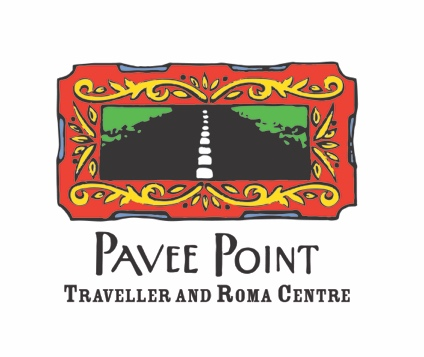 PAVEE POINT
TRAVELLER AND ROMA CENTRE